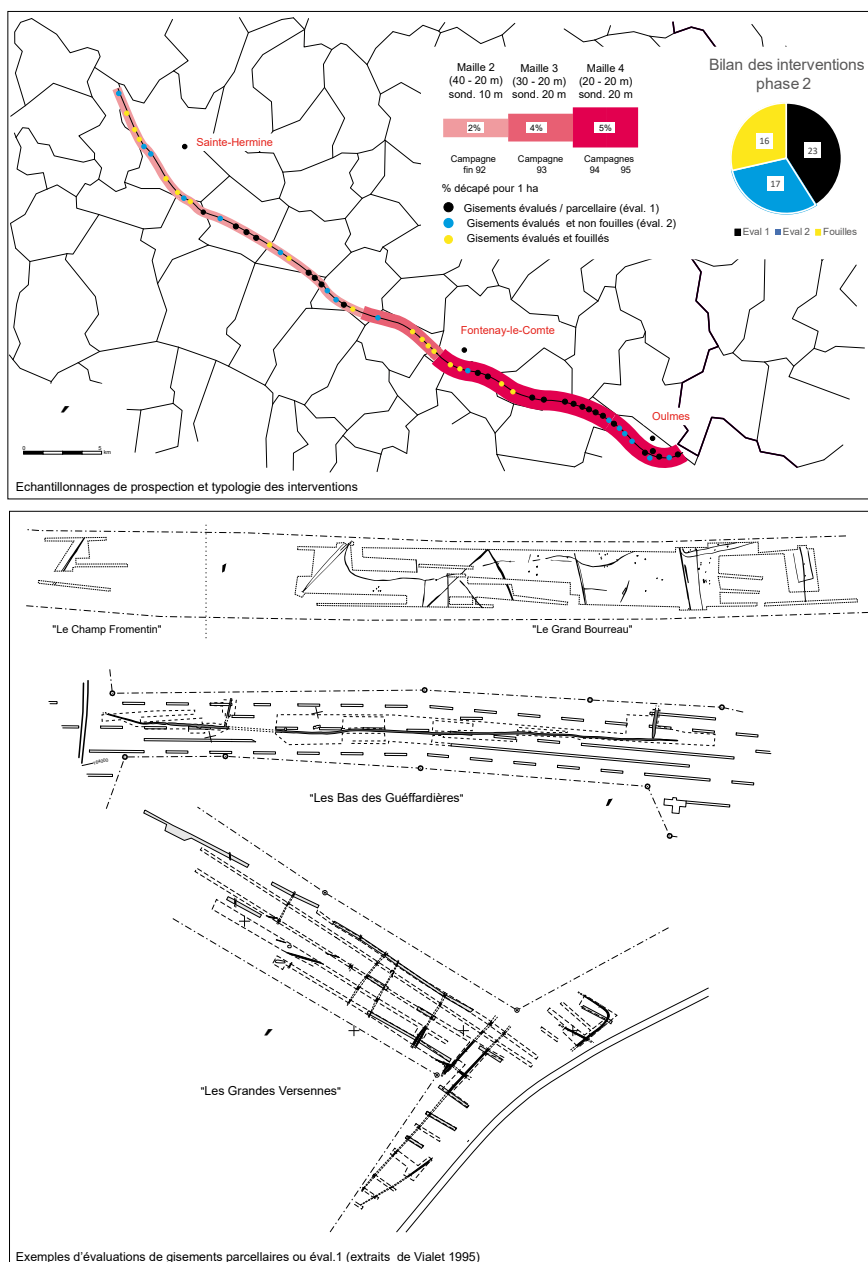 Maille 2
(40 - 20 m)
sond. 10 m
Maille 3
(30 - 20 m)
sond. 20 m
Maille 4
(20 - 20 m)
sond. 20 m
2%
4%
5%
Campagne
fin 92
Campagne
93
Campagnes
94 95
% décapé pour 1 ha
Gisements évalués / parcellaire (éval. 1)
Gisements évalués et non fouilles (éval. 2)
Gisements évalués et fouillés
Bilan des interventions
phase 2
16
23
17
Eval 1 Eval 2 Fouilles
Sainte-Hermine
Fontenay-le-Comte
Oulmes
0 5
km
Echantillonnages de prospection et typologie des interventions
"Le Champ Fromentin"
"Le Grand Bourreau"
"Les Bas des Guéffardières"
"Les Grandes Versennes"
Exemples d'évaluations de gisements parcellaires ou éval.1 (extraits de Vialet 1995)